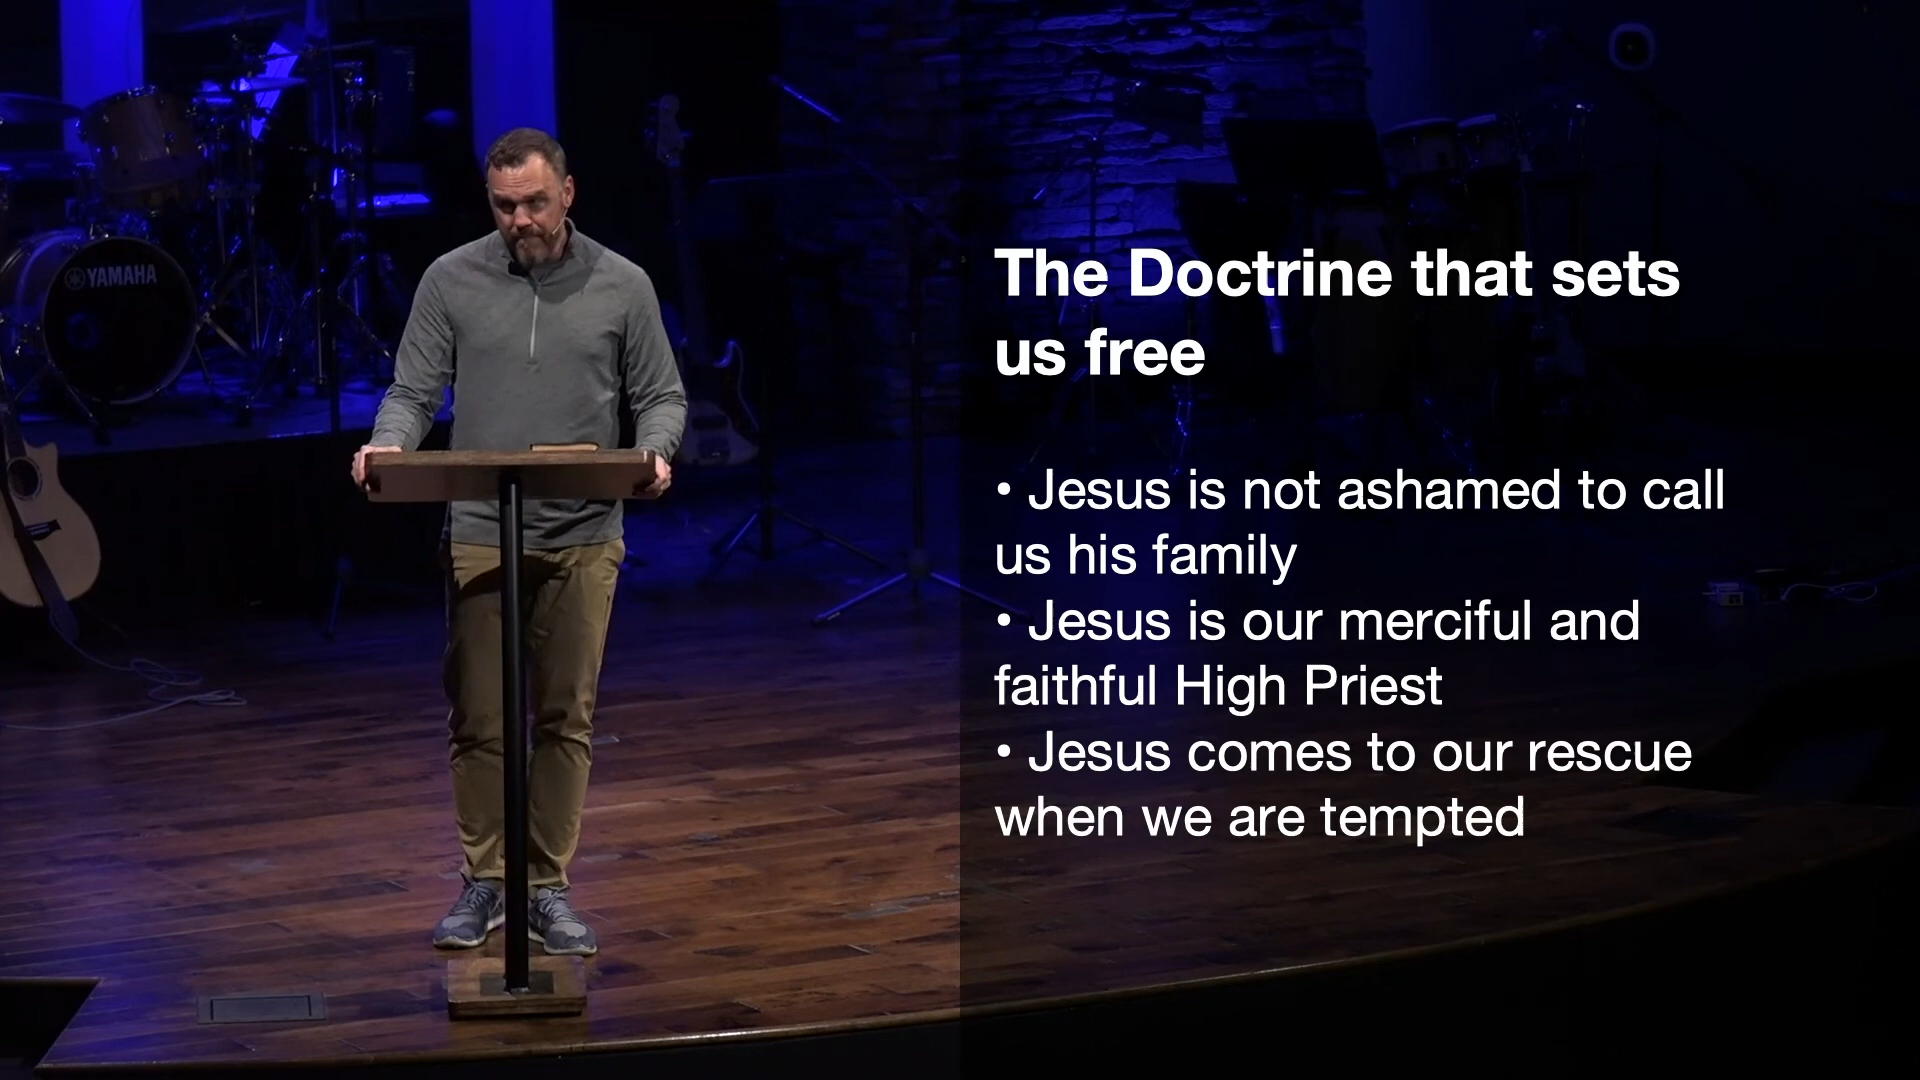 YAMAHA
The Doctrine that sets
us free
• Jesus is not ashamed to call
us his family
• Jesus is our merciful and
faithful High Priest
• Jesus comes to our rescue
when we are tempted